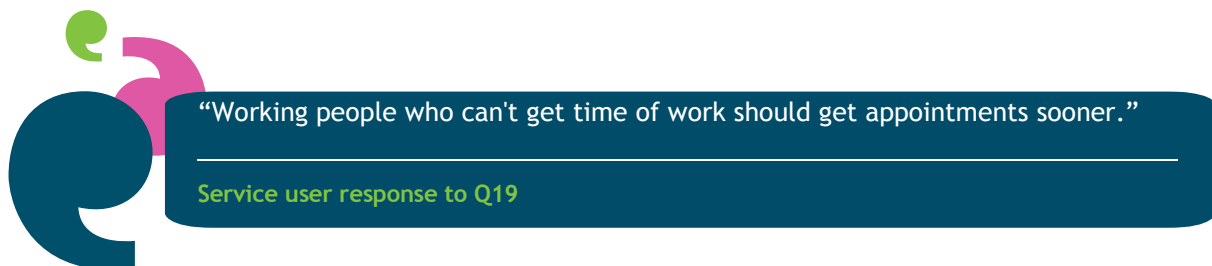 “Working people who can't get time of work should get appointments sooner.”
Service user response to Q19